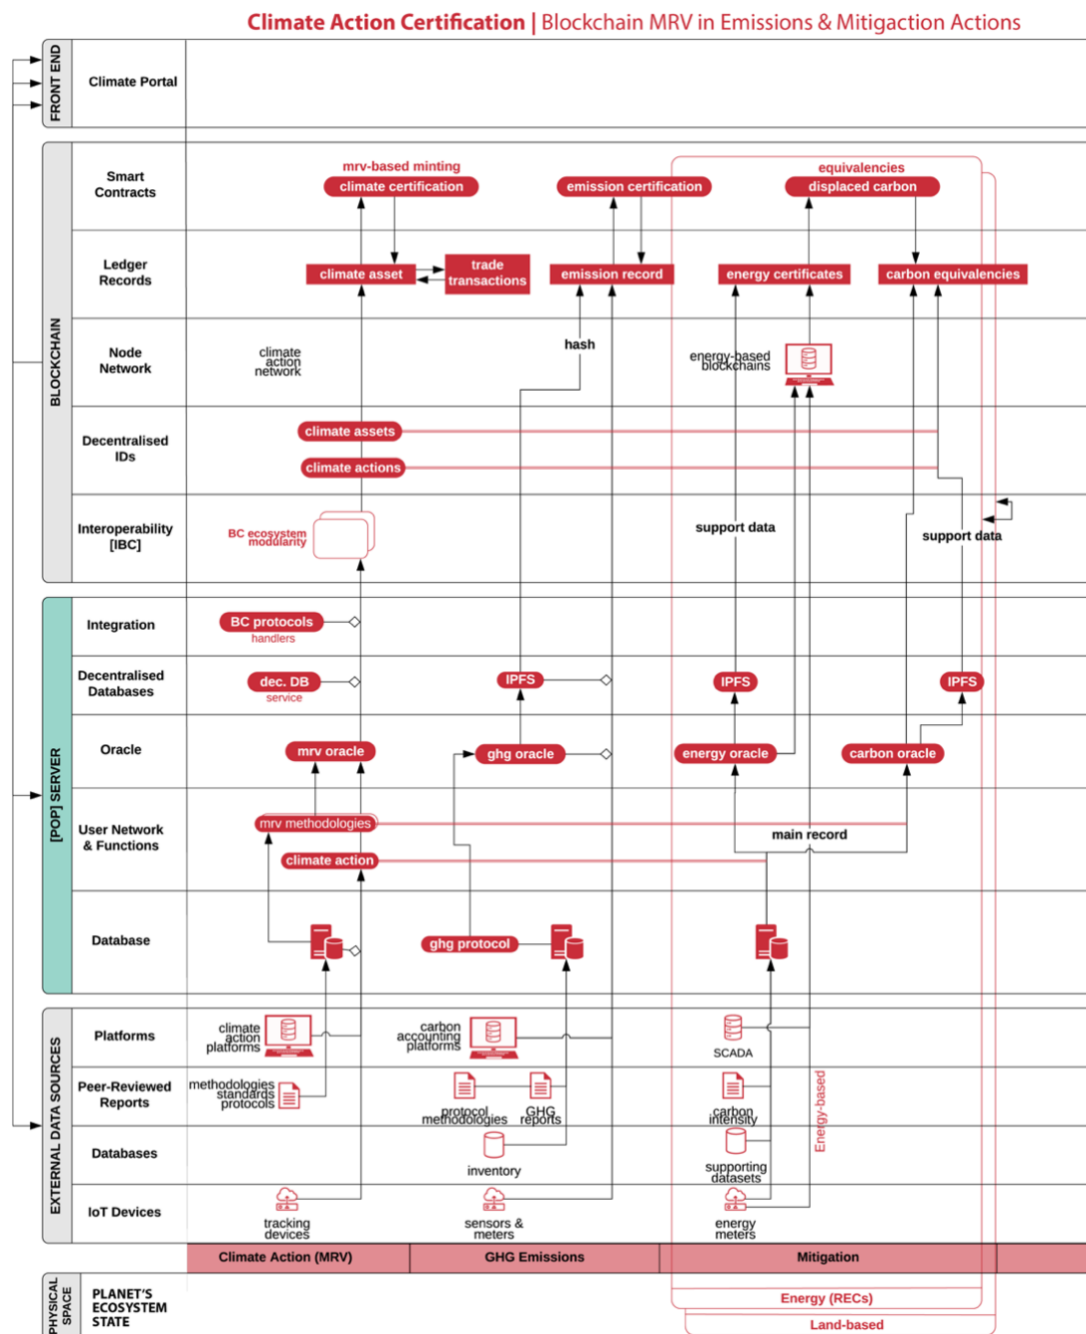 Climate Action Certification | Blockchain MRV in Emissions & Mitigaction Actions
FRONT END
Climate Portal
BLOCKCHAIN
Smart
Contracts
mrv-based minting
climate certification
emission certification
equivalencies
displaced carbon
Ledger
Records
climate asset
trade
transactions
emission record
energy certificates
carbon equivalencies
Node
Network
climate
action
network
hash
energy-based
blockchains
Decentralised
IDs
climate assets
climate actions
Interoperability
[IBC]
BC ecosystem
modularity
support data
support data
[POP] SERVER
Integration
BC protocols
handlers
Decentralised
Databases
dec. DB
service
IPFS
IPFS
IPFS
Oracle
mrv oracle
ghg oracle
energy oracle
carbon oracle
User Network
& Functions
mrv methodologies
climate action
main record
Database
ghg protocol
EXTERNAL DATA SOURCES
Platforms
climate
action
platforms
carbon
accounting
platforms
SCADA
Peer-Reviewed
Reports
methodologies
standards
protocols
protocol
methodologies
GHG
reports
carbon
intensity
Energy-based
Databases
inventory
supporting
datasets
IoT Devices
tracking
devices
sensors &
meters
energy
meters
Climate Action (MRV)
GHG Emissions
Mitigation
PHYSICAL
SPACE
PLANET'S
ECOSYSTEM
STATE
Energy (RECs)
Land-based